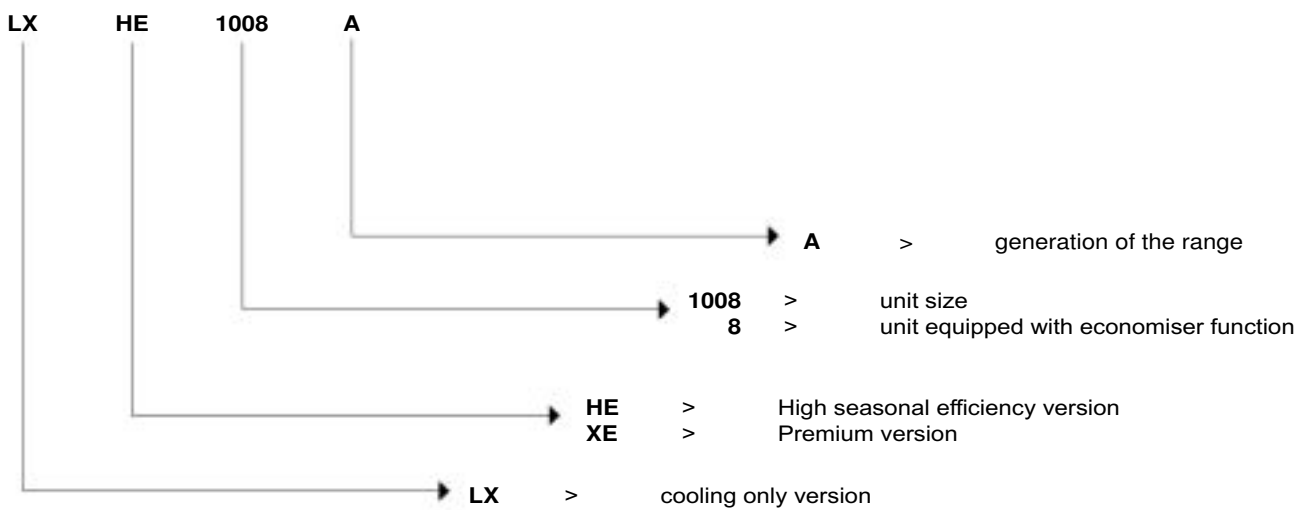 LX HE 1008 A
A > generation of the range
1008 > unit size
8 > unit equipped with economiser function
HE > High seasonal efficiency version
XE > Premium version
LX > cooling only version